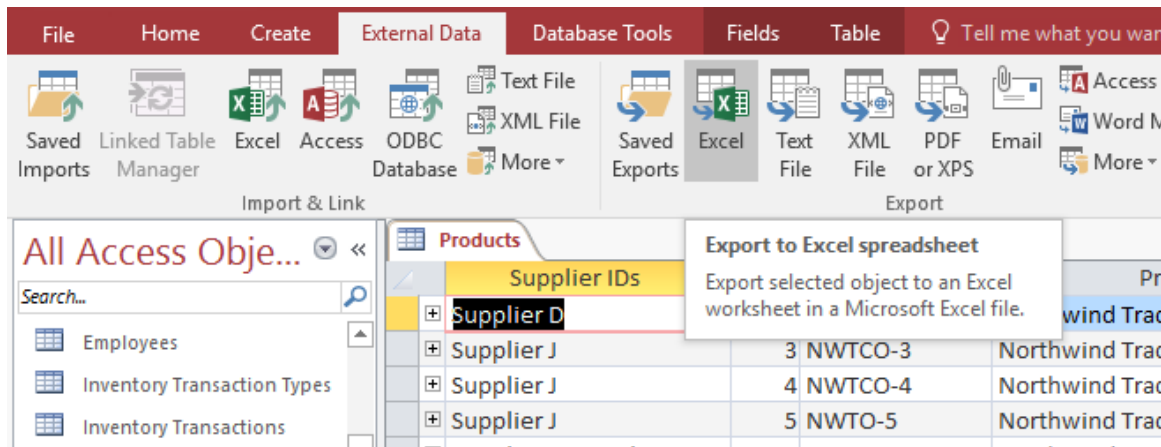 File Home Create External Data Database Tools Fields Table Tell me what you wan
Saved Imports
Linked Table Manager
Excel
Access
ODBC Database
Text File
XML File
More
Saved Exports
Excel
Text File
XML File
PDF or XPS
Email
Access
Word M
More
Import & Link
Export
All Access Obje...
Search...
Employees
Inventory Transaction Types
Inventory Transactions
Products
Export to Excel spreadsheet
Export selected object to an Excel
worksheet in a Microsoft Excel file.
Supplier IDs Pr
Supplier D wind Trad
Supplier J 3 NWTCO-3 Northwind Trad
Supplier J 4 NWTCO-4 Northwind Trad
Supplier J 5 NWTO-5 Northwind Trad